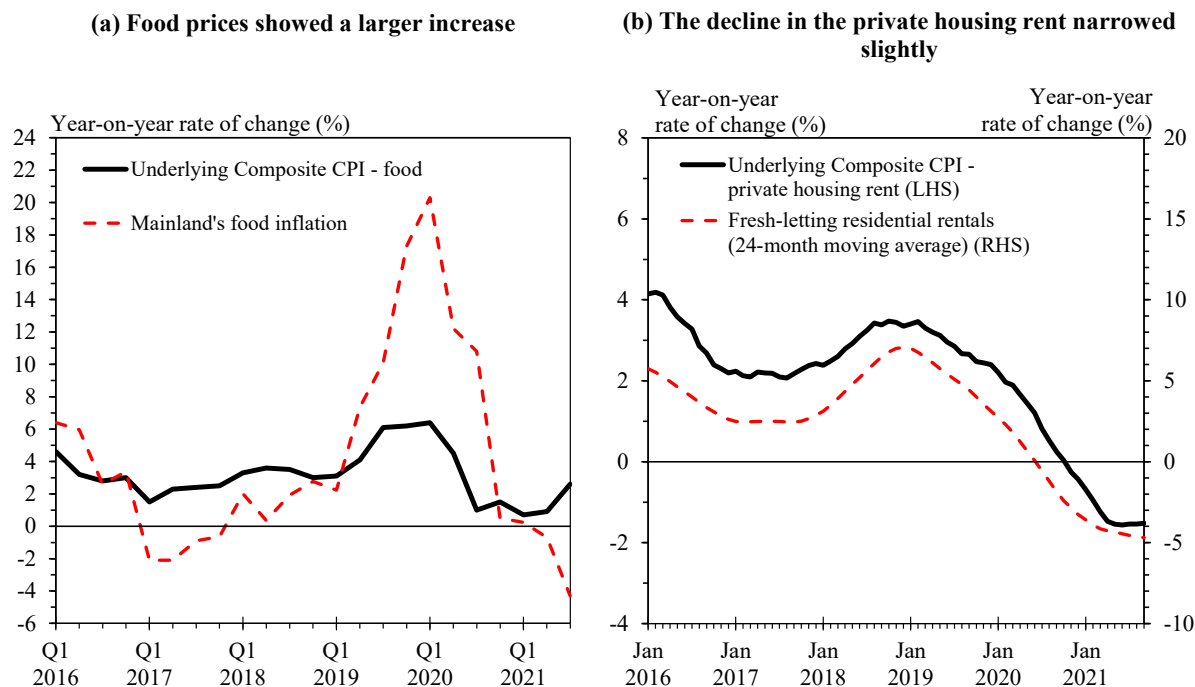 (a) Food prices showed a larger increase
Year-on-year rate of change (%)
24
22
20
18
16
14
12
10
8
6
4
2
0
-2
-4
-6
Underlying Composite CPI - food
Mainland's food inflation
Q1
2016
Q1
2017
Q1
2018
Q1
2019
Q1
2020
Q1
2021
(b) The decline in the private housing rent narrowed
slightly
Year-on-year
rate of change (%)
Year-on-year
rate of change (%)
8
6
4
2
0
-2
-4
Underlying Composite CPI -
private housing rent (LHS)
Fresh-letting residential rentals
(24-month moving average) (RHS)
20
15
10
5
0
-5
-10
Jan
2016
Jan
2017
Jan
2018
Jan
2019
Jan
2020
Jan
2021